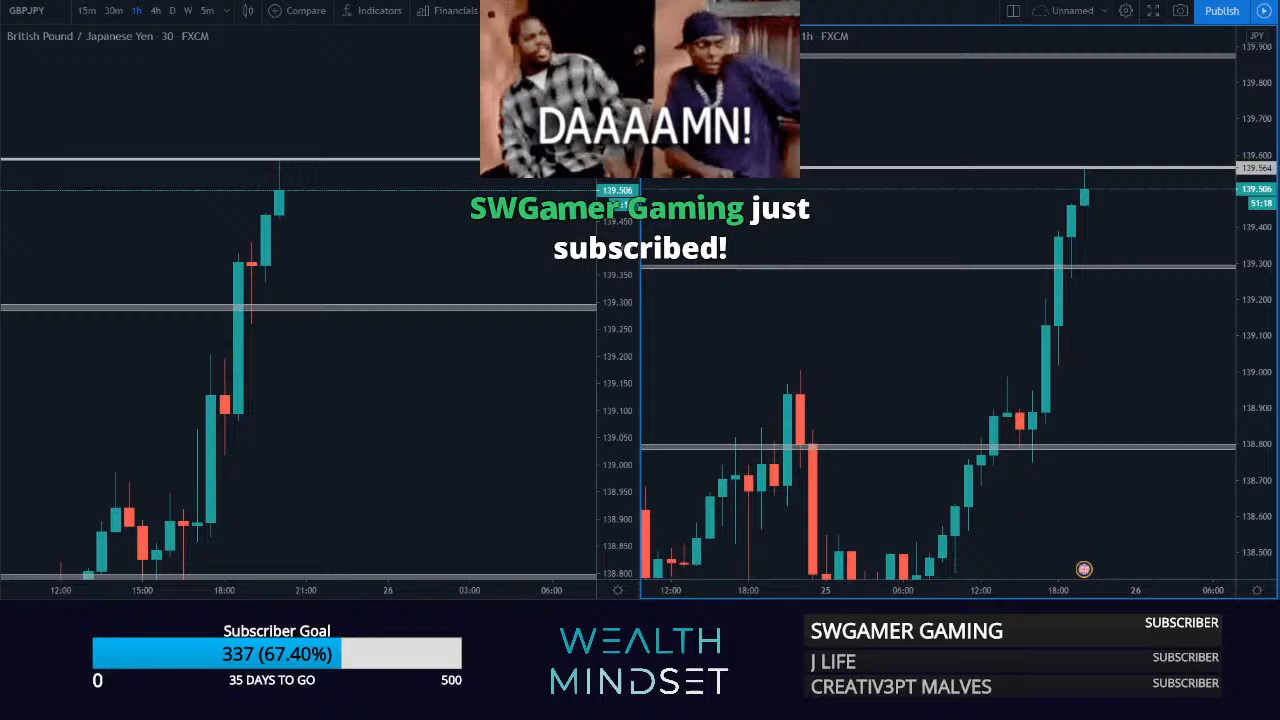 GBPJPY
15m 30m 1h 4h D W 5m
Compare
Indicators
Financials
Unnamed
Publish
British Pound / Japanese Yen · 30 · FXCM
1h · FXCM
JPY
DAAAAMN!
SWGamer Gaming just
subscribed!
139.506
139.450
139.350
139.300
139.250
139.200
139.150
139.100
139.050
139.000
138.950
138.900
138.850
138.800
12:00 15:00 18:00 21:00 26 03:00 06:00
139.900
139.800
139.700
139.600
139.564
139.506
51:18
139.400
139.300
139.200
139.100
139.000
138.900
138.800
138.700
138.600
138.500
12:00 18:00 25 06:00 12:00 18:00 26 06:00
Subscriber Goal
337 (67.40%)
0 35 DAYS TO GO 500
WEALTH
MINDSET
SWGAMER GAMING SUBSCRIBER
J LIFE SUBSCRIBER
CREATIV3PT MALVES SUBSCRIBER